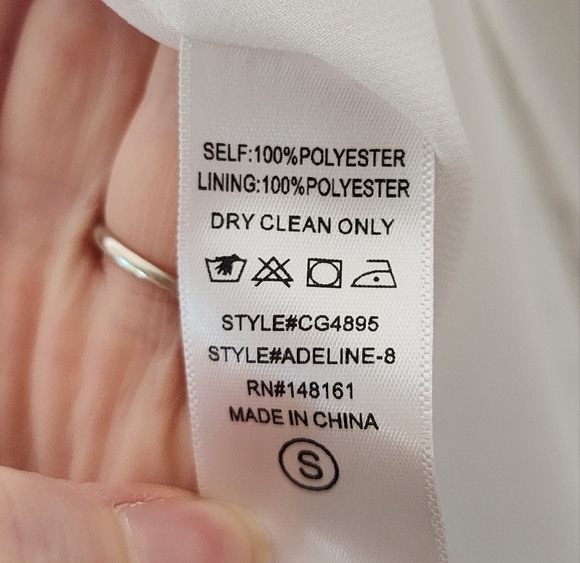 SELF:100%POLYESTER
LINING:100%POLYESTER
DRY CLEAN ONLY
STYLE#CG4895
STYLE#ADELINE-8
RN#148161
MADE IN CHINA
S